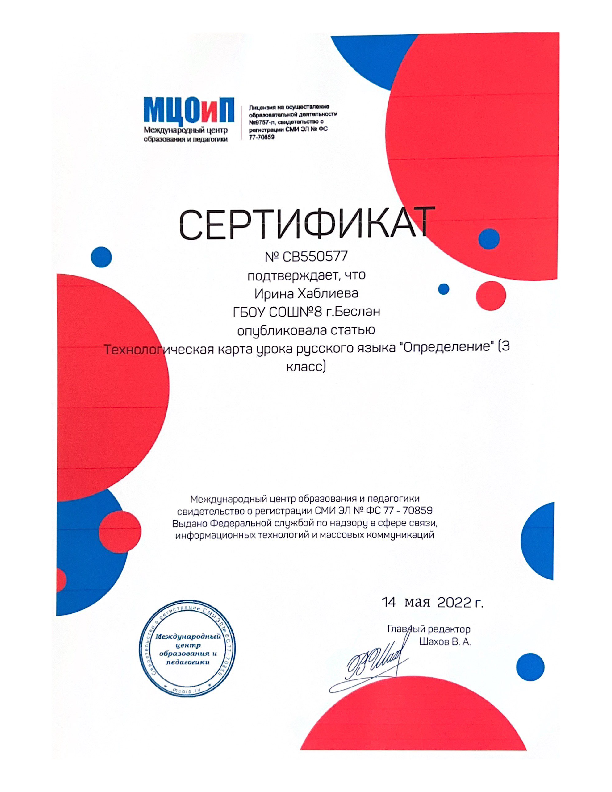 МЦОиП
Международный центр
образования и педагогики
Лицензия на осуществление
образовательной деятельности
№9757-л, свидетельство о
регистрации СМИ ЭЛ № ФС
77-70859
СЕРТИФИКАТ
№ СВ550577
подтверждает, что
Ирина Хаблиева
ГБОУ СОШ№8 г.Беслан
опубликовала статью
Технологическая карта урока русского языка "Определение" (3
класс)
Международный центр образования и педагогики
свидетельство о регистрации СМИ ЭЛ № ФС 77 - 70859
Выдано Федеральной службой по надзору в сфере связи,
информационных технологий и массовых коммуникаций
14 мая 2022 г.
Главный редактор
Шахов В. А.
Международный
центр
образования и
педагогики